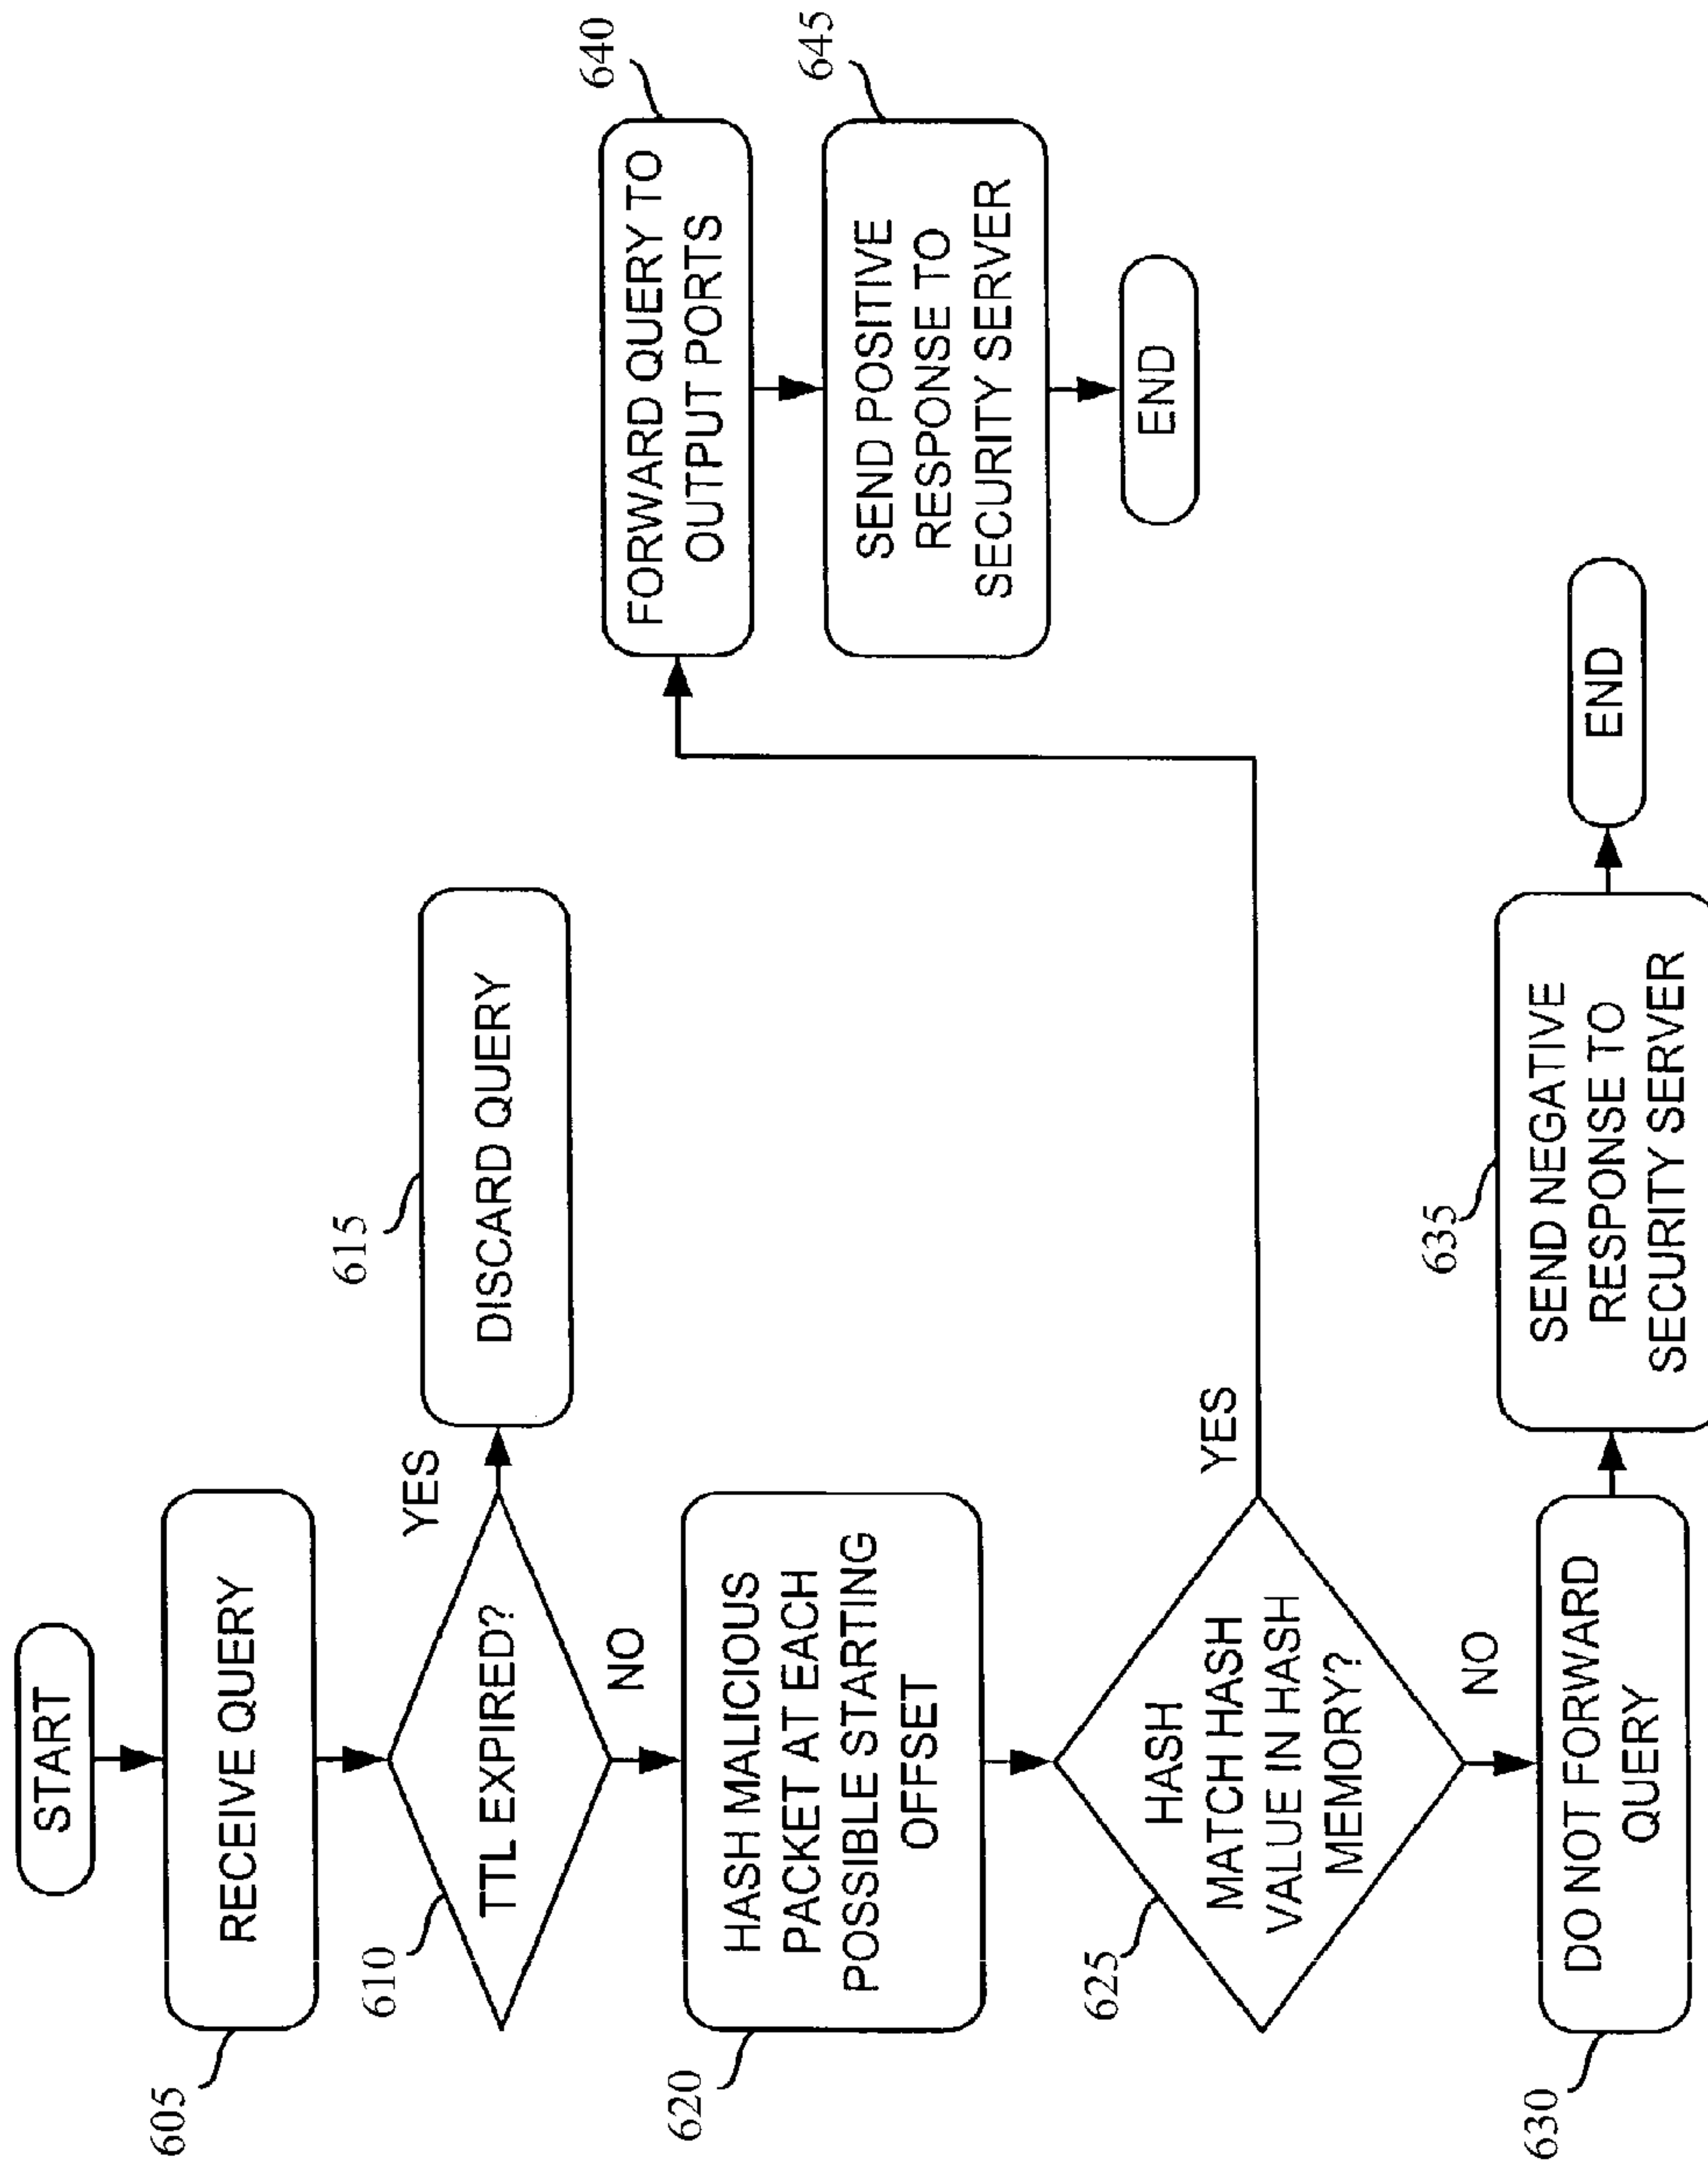 START
605
RECEIVE QUERY
610
TTL EXPIRED?
YES
615
DISCARD QUERY
NO
620
HASH MALICIOUS
PACKET AT EACH
POSSIBLE STARTING
OFFSET
625
HASH
MATCH HASH
VALUE IN HASH
MEMORY?
YES
640
FORWARD QUERY TO
OUTPUT PORTS
645
SEND POSITIVE
RESPONSE TO
SECURITY SERVER
END
NO
630
DO NOT FORWARD
QUERY
635
SEND NEGATIVE
RESPONSE TO
SECURITY SERVER
END